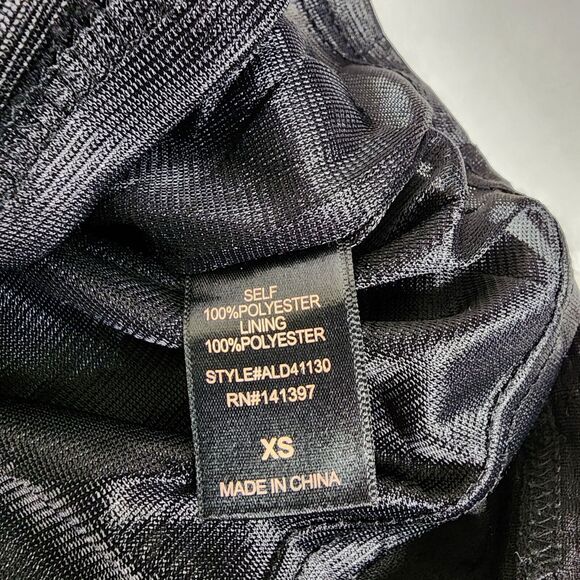 SELF
100%POLYESTER
LINING
100%POLYESTER
STYLE#ALD41130
RN#141397
XS
MADE IN CHINA